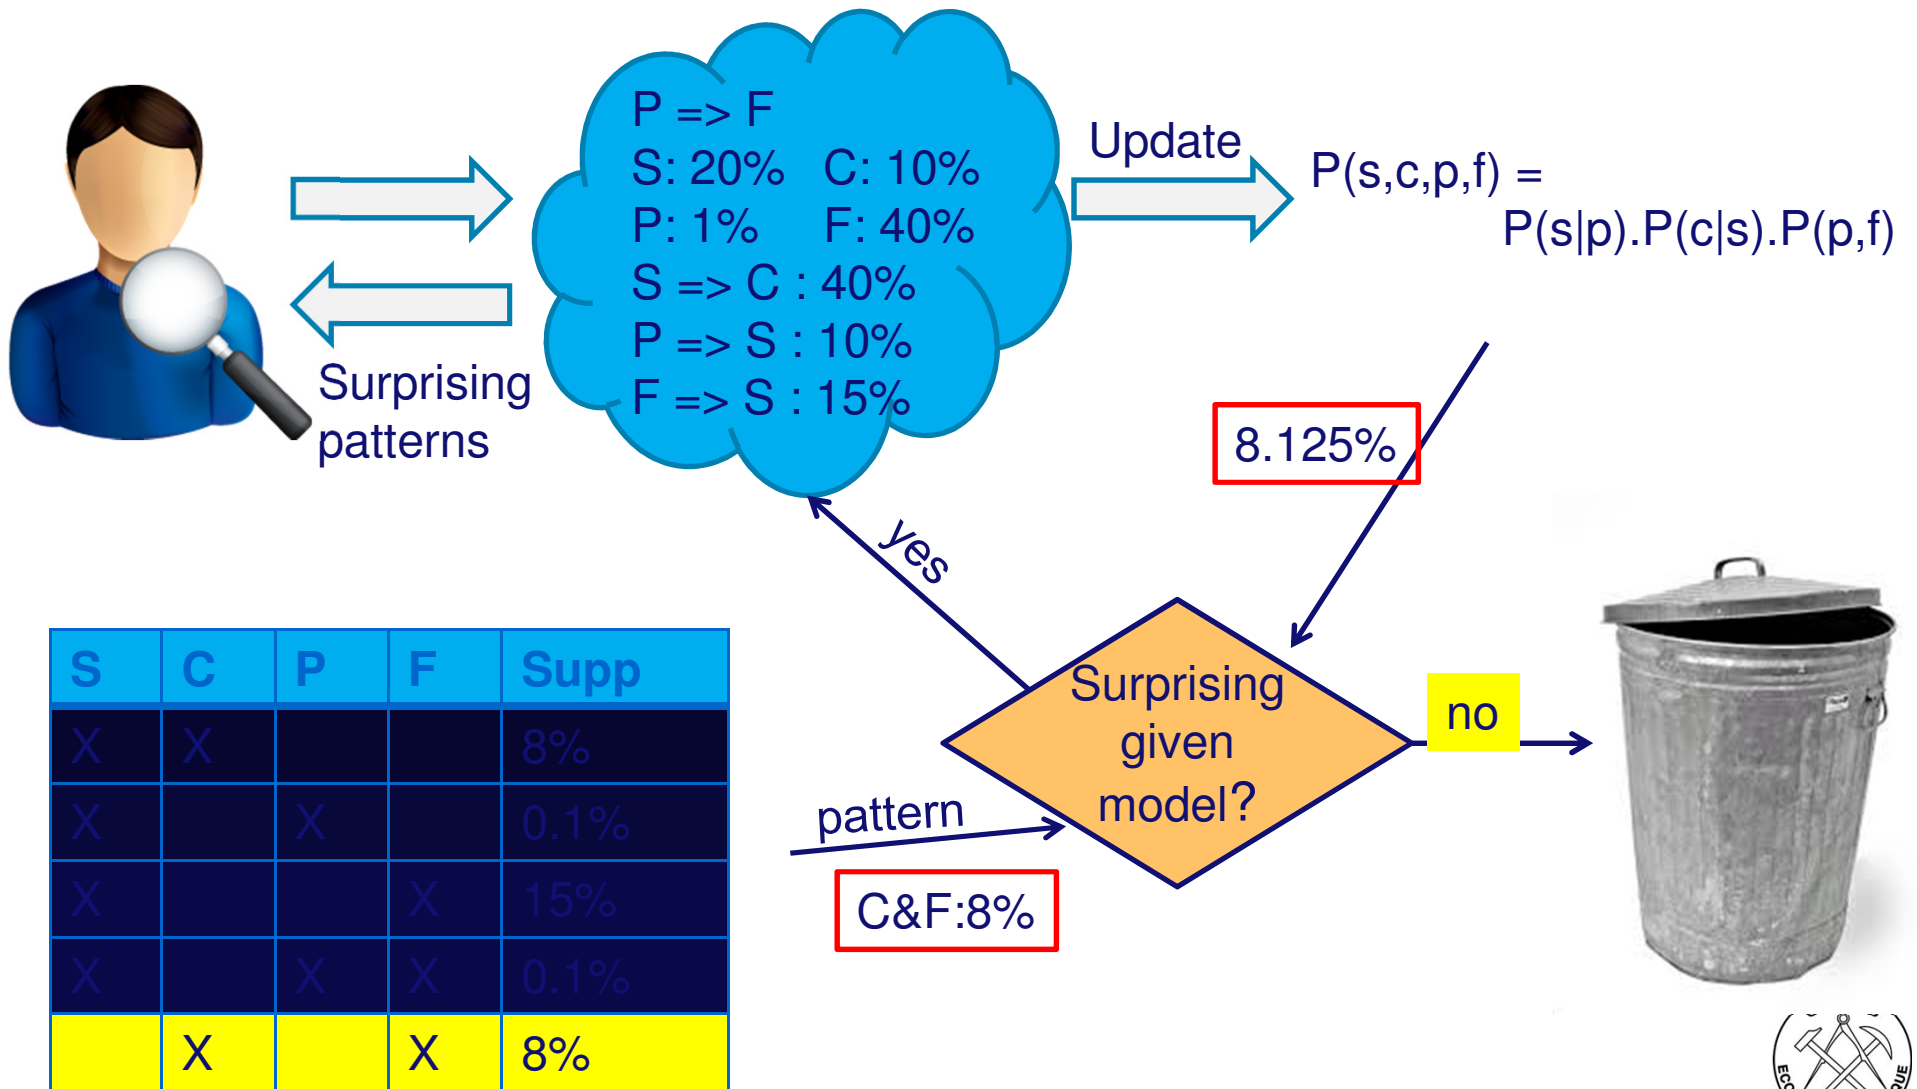 P => F
S: 20% C: 10%
P: 1% F: 40%
S => C : 40%
P => S : 10%
F => S : 15%
Update
P(s,c,p,f) =
P(s|p).P(c|s).P(p,f)
Surprising
patterns
8.125%
yes
Surprising
given
model?
no
pattern
C&F:8%
S C P F Supp
X X 8%
X X 0.1%
X X 15%
X X X 0.1%
X X 8%